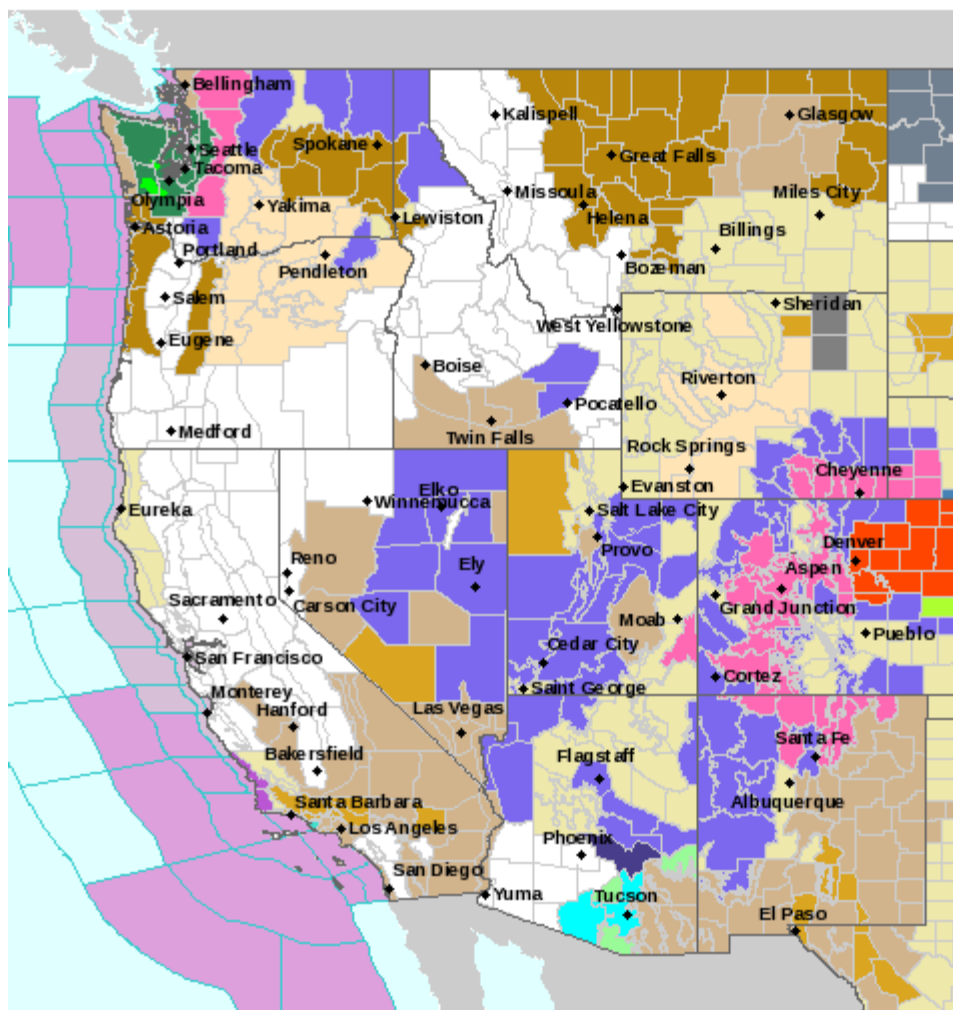 Bellingham
Kalispell
Glasgow
Seattle
Spokane
Great Falls
Tacoma
Olympia
Missoula
Miles City
Yakima
Lewiston
Helena
Astoria
Portland
Billings
Pendleton
Bozeman
Salem
West Yellowstone
Sheridan
Eugene
Boise
Riverton
Pocatello
Medford
Twin Falls
Rock Springs
Cheyenne
Elko
Evanston
Winnemucca
Eureka
Salt Lake City
Denver
Provo
Reno
Ely
Aspen
Sacramento
Carson City
Grand Junction
Moab
Pueblo
Cedar City
San Francisco
Cortez
Saint George
Monterey
Hanford
Las Vegas
Santa Fe
Bakersfield
Flagstaff
Albuquerque
Santa Barbara
Los Angeles
Phoenix
San Diego
Yuma
Tucson
El Paso